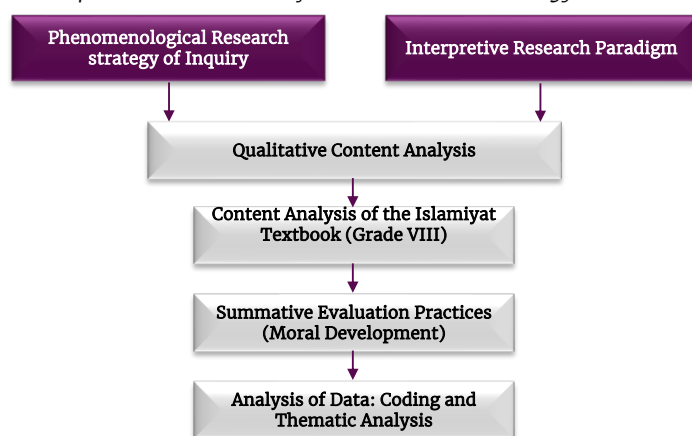 Phenomenological Research
strategy of Inquiry
Interpretive Research Paradigm
Qualitative Content Analysis
Content Analysis of the Islamiyat
Textbook (Grade VIII)
Summative Evaluation Practices
(Moral Development)
Analysis of Data: Coding and
Thematic Analysis